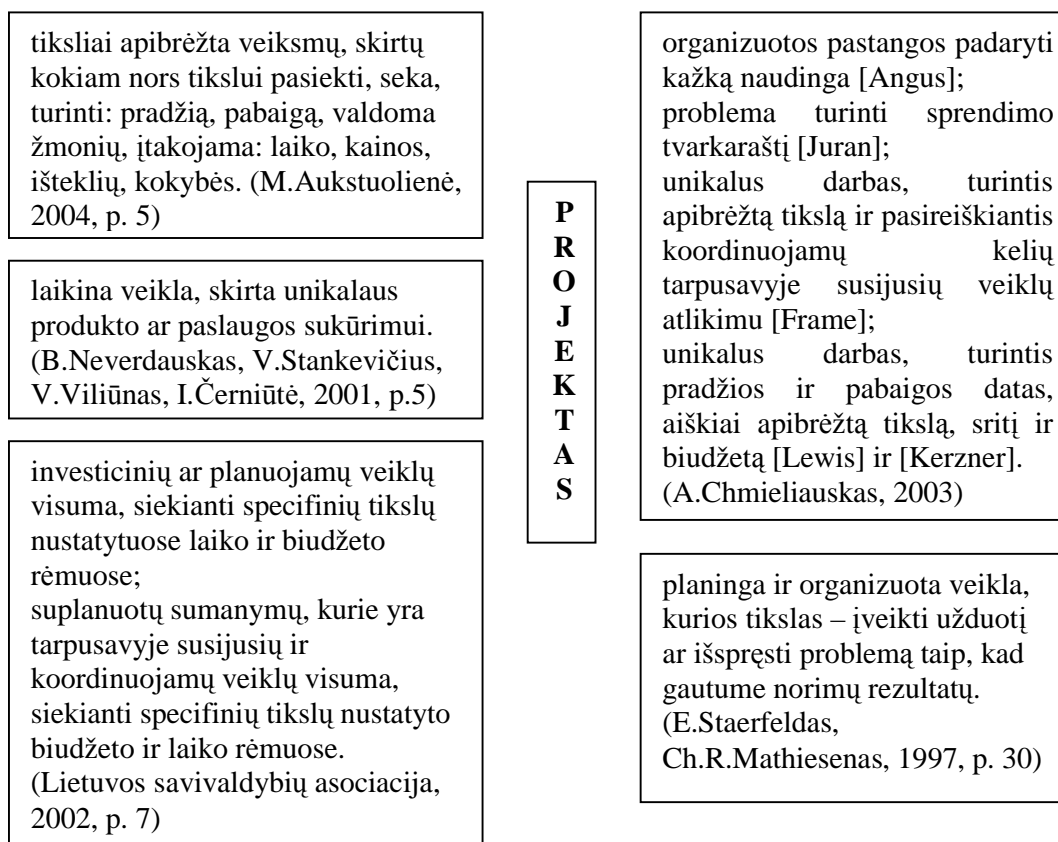 tiksliai apibrėžta veiksmų, skirtų
kokiam nors tikslui pasiekti, seka,
turinti: pradžią, pabaigą, valdoma
žmonių, įtakojama: laiko, kainos,
išteklių, kokybės. (M.Aukstuolienė,
2004, p. 5)
laikina veikla, skirta unikalaus
produkto ar paslaugos sukūrimui.
(B.Neverdauskas, V.Stankevičius,
V.Viliūnas, I.Černiūtė, 2001, p.5)
investicinių ar planuojamų veiklų
visuma, siekianti specifinių tikslų
nustatytuose laiko ir biudžeto
rėmuose;
suplanuotų sumanymų, kurie yra
tarpusavyje susijusių ir
koordinuojamų veiklų visuma,
siekianti specifinių tikslų nustatyto
biudžeto ir laiko rėmuose.
(Lietuvos savivaldybių asociacija,
2002, p. 7)
P
R
O
J
E
K
T
A
S
organizuotos pastangos padaryti
kažką naudinga [Angus];
problema turinti sprendimo
tvarkaraštį [Juran];
unikalus darbas, turintis
apibrėžtą tikslą ir pasireiškiantis
koordinuojamų kelių
tarpusavyje susijusių veiklų
atlikimu [Frame];
unikalus darbas, turintis
pradžios ir pabaigos datas,
aiškiai apibrėžtą tikslą, sritį ir
biudžetą [Lewis] ir [Kerzner].
(A.Chmieliauskas, 2003)
planinga ir organizuota veikla,
kurios tikslas – įveikti užduotį
ar išspręsti problemą taip, kad
gautume norimų rezultatų.
(E.Staerfeldas,
Ch.R.Mathiesenas, 1997, p. 30)